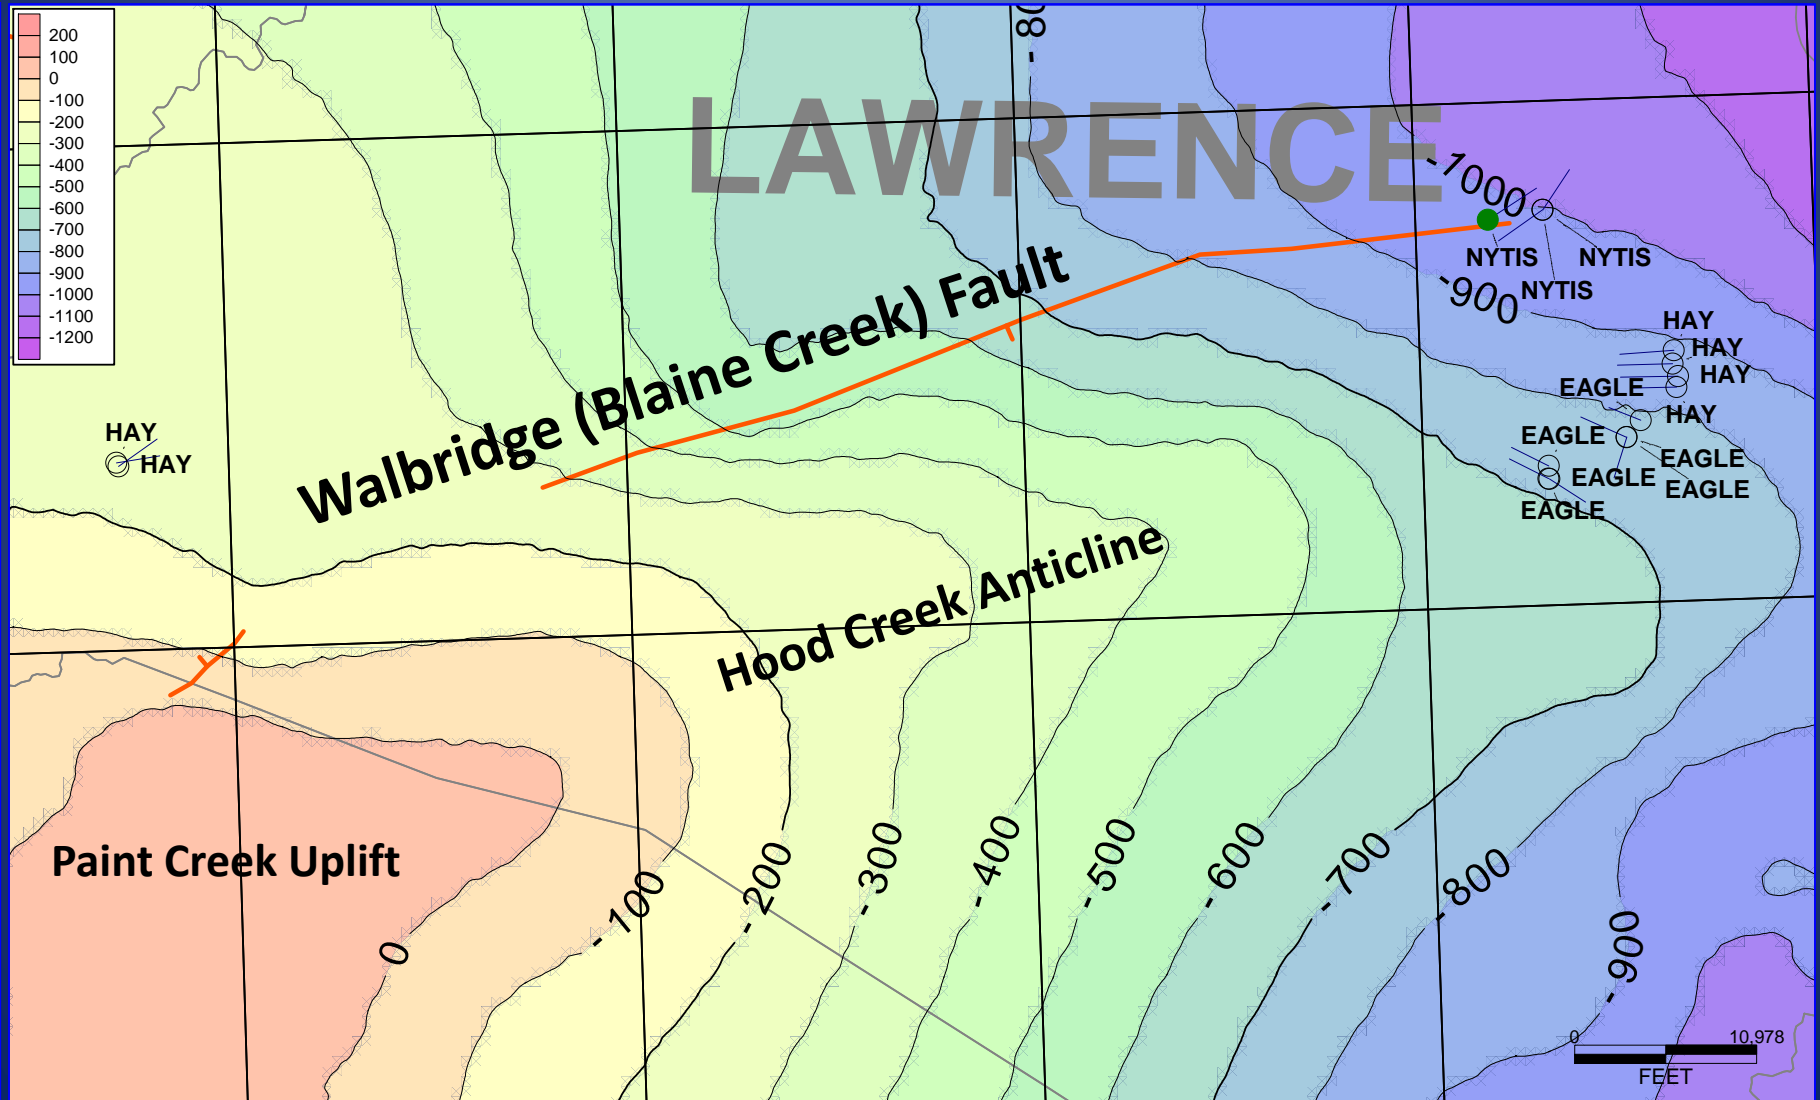 200
100
0
-100
-200
-300
-400
-500
-600
-700
-800
-900
-1000
-1100
-1200
- 80
LAWRENCE
-1000
NYTIS
NYTIS
NYTIS
-900
Walbridge (Blaine Creek) Fault
HAY
HAY
HAY
EAGLE
HAY
EAGLE
EAGLE
EAGLE
EAGLE
EAGLE
HAY
HAY
Hood Creek Anticline
Paint Creek Uplift
0
- 100
- 200
- 300
- 400
- 500
- 600
- 700
- 800
- 900
0 10,978
FEET